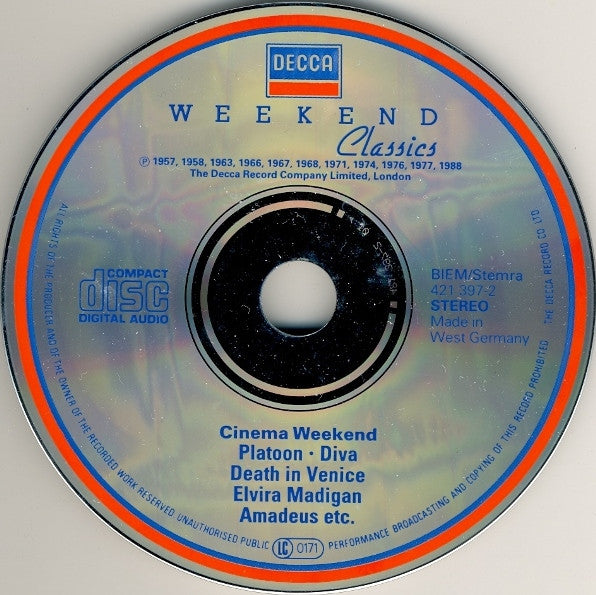 DECCA
WEEKEND
Classics
℗ 1957, 1958, 1963, 1966, 1967, 1968, 1971, 1974, 1976, 1977, 1988
The Decca Record Company Limited, London
COMPACT
disc
DIGITAL AUDIO
BIEM/Stemra
421 397-2
STEREO
Made in
West Germany
Cinema Weekend
Platoon · Diva
Death in Venice
Elvira Madigan
Amadeus etc.
ALL RIGHTS OF THE PRODUCER AND OF THE OWNER OF THE RECORDED WORK RESERVED. UNAUTHORISED PUBLIC LC 0171 PERFORMANCE BROADCASTING AND COPYING OF THIS RECORD PROHIBITED THE DECCA RECORD CO LTD